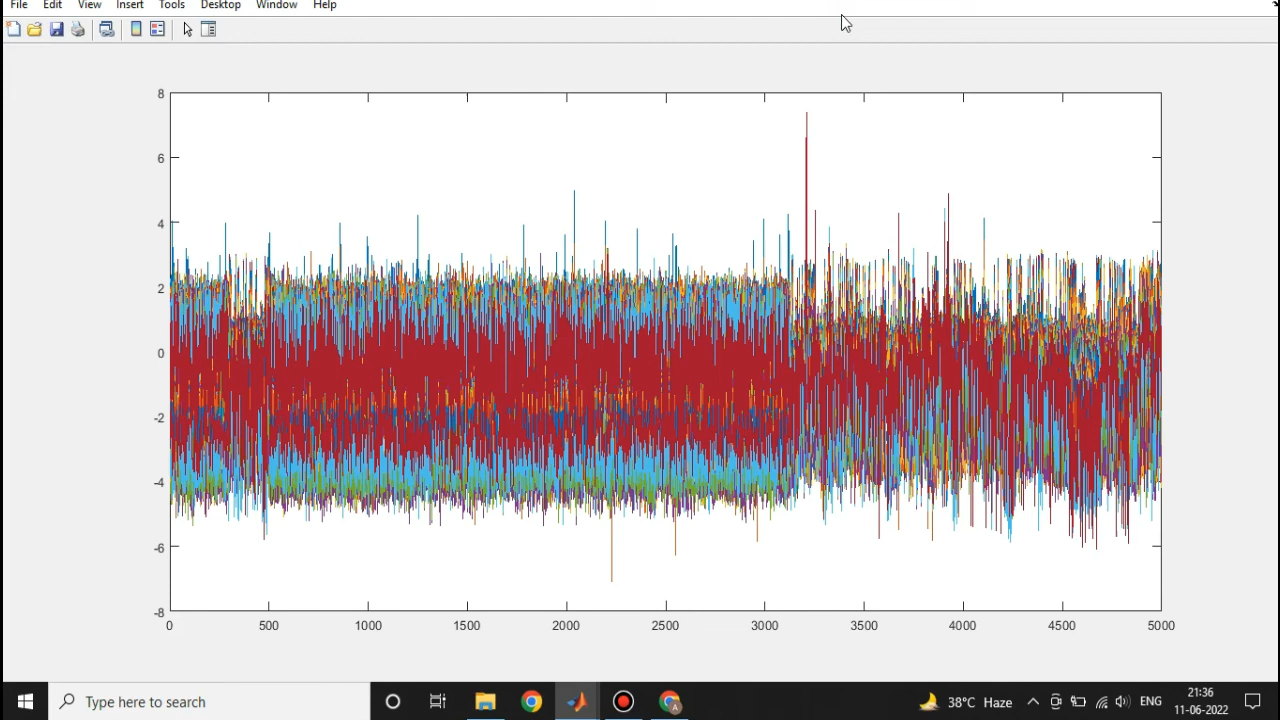 File Edit View Insert Tools Desktop Window Help
8
6
4
2
0
-2
-4
-6
-8
0 500 1000 1500 2000 2500 3000 3500 4000 4500 5000
Type here to search
A
38°C Haze
ENG
21:36
11-06-2022